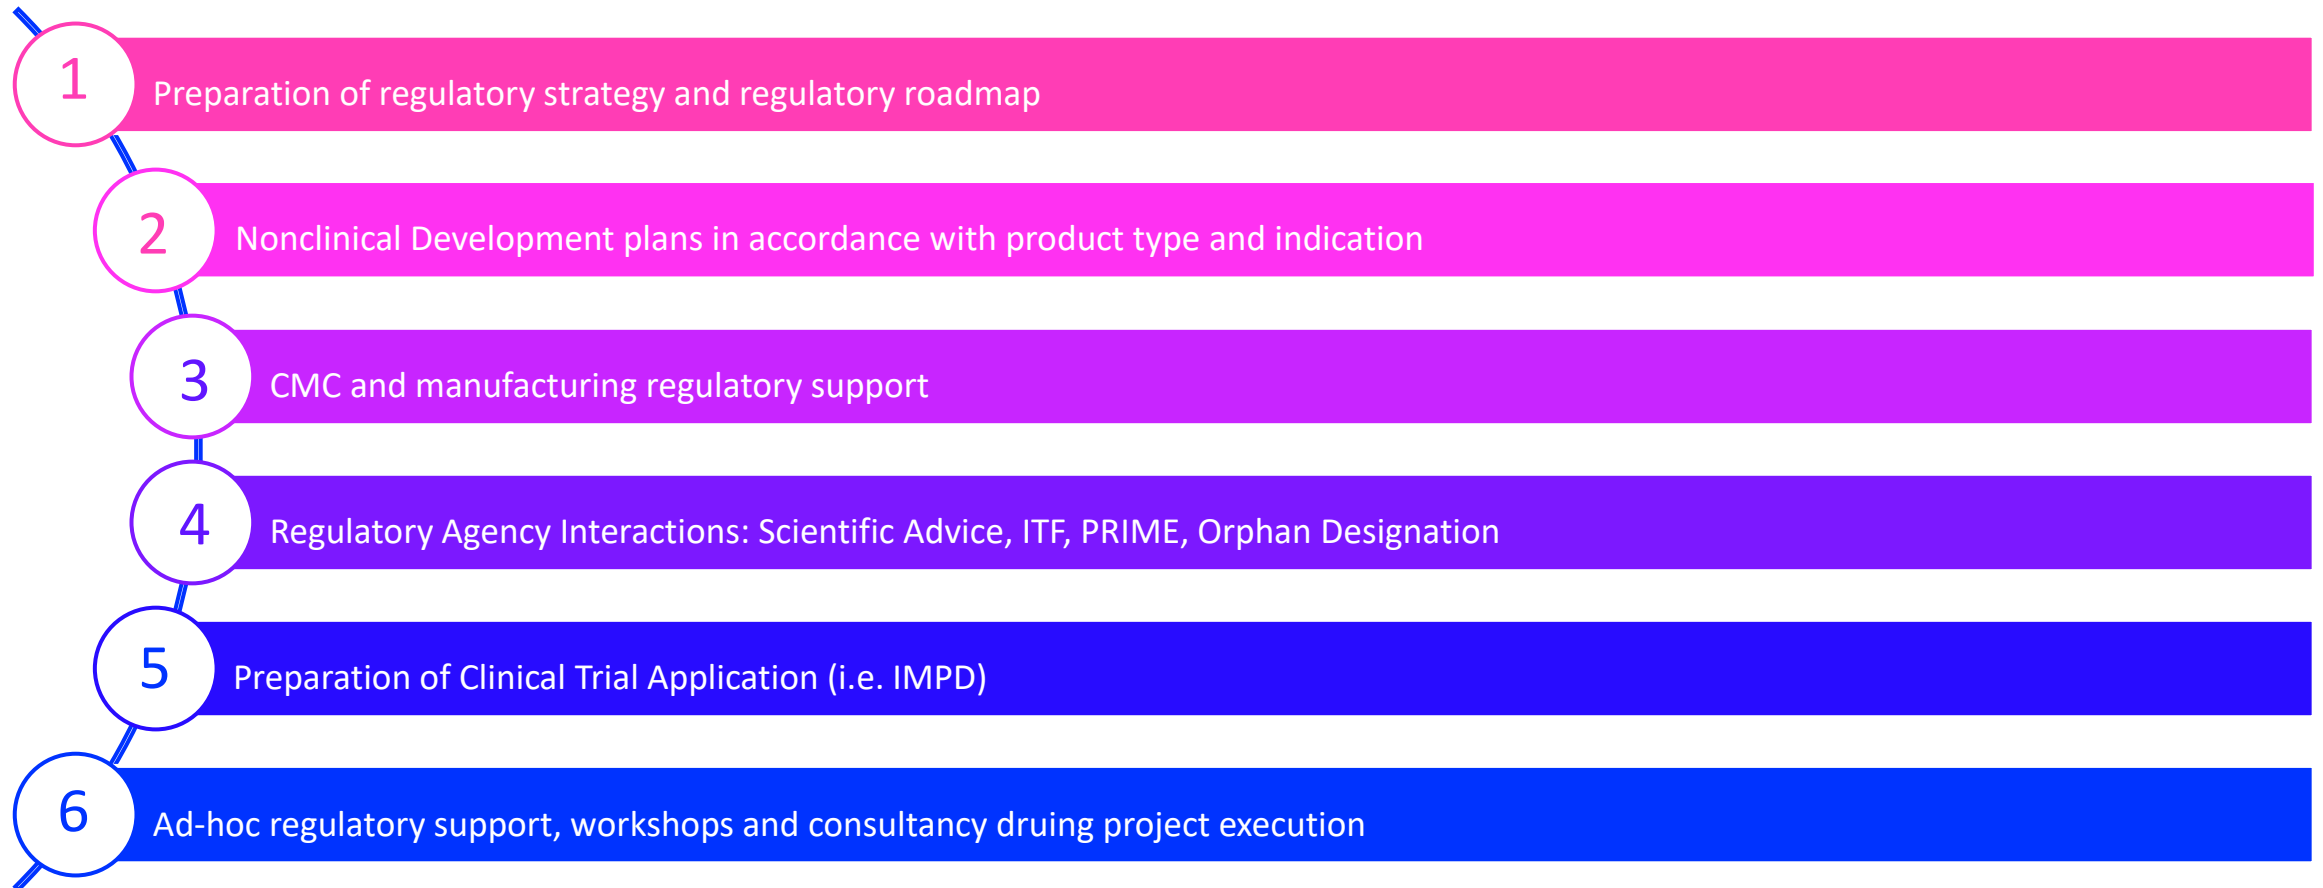 1
Preparation of regulatory strategy and regulatory roadmap
2
Nonclinical Development plans in accordance with product type and indication
3
CMC and manufacturing regulatory support
4
Regulatory Agency Interactions: Scientific Advice, ITF, PRIME, Orphan Designation
5
Preparation of Clinical Trial Application (i.e. IMPD)
6
Ad-hoc regulatory support, workshops and consultancy druing project execution